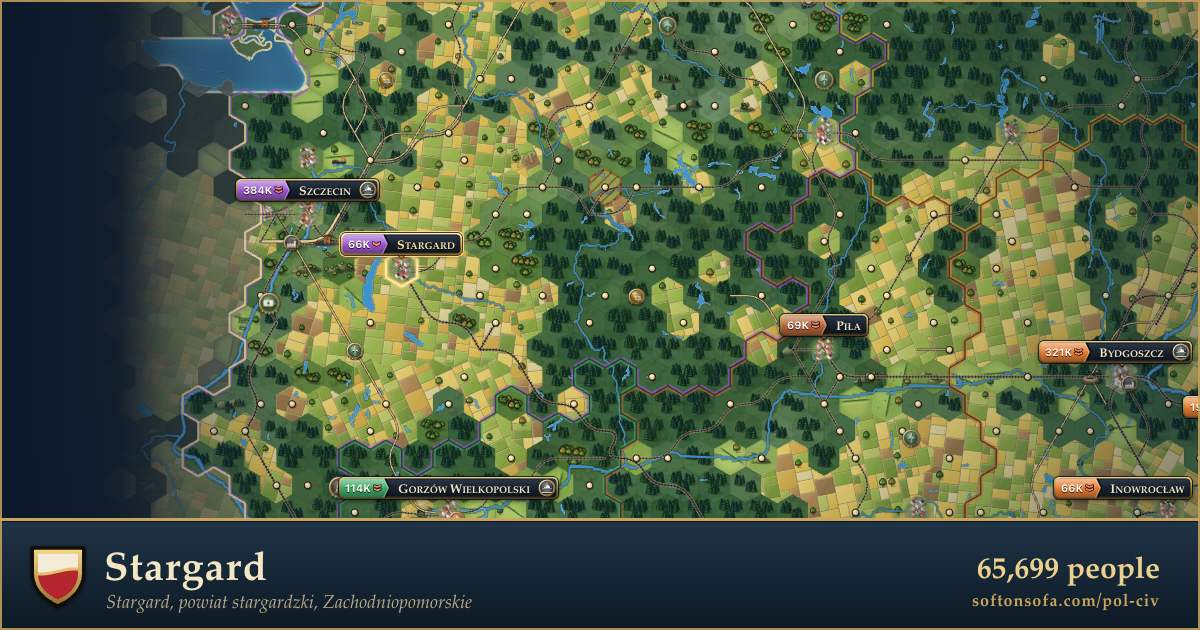 384K SZCZECIN
66K STARGARD
69K PIŁA
321K BYDGOSZCZ
19
114K GORZÓW WIELKOPOLSKI
66K INOWROCŁAW
Stargard
65,699 people
Stargard, powiat stargardzki, Zachodniopomorskie
softonsofa.com/pol-civ